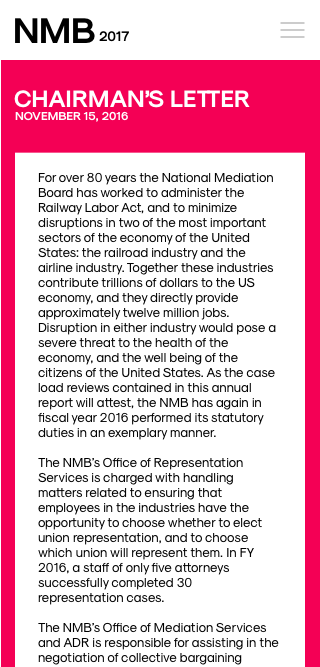 NMB 2017
CHAIRMAN'S LETTER
NOVEMBER 15, 2016
For over 80 years the National Mediation
Board has worked to administer the
Railway Labor Act, and to minimize
disruptions in two of the most important
sectors of the economy of the United
States: the railroad industry and the
airline industry. Together these industries
contribute trillions of dollars to the US
economy, and they directly provide
approximately twelve million jobs.
Disruption in either industry would pose a
severe threat to the health of the
economy, and the well being of the
citizens of the United States. As the case
load reviews contained in this annual
report will attest, the NMB has again in
fiscal year 2016 performed its statutory
duties in an exemplary manner.
The NMB's Office of Representation
Services is charged with handling
matters related to ensuring that
employees in the industries have the
opportunity to choose whether to elect
union representation, and to choose
which union will represent them. In FY
2016, a staff of only five attorneys
successfully completed 30
representation cases.
The NMB's Office of Mediation Services
and ADR is responsible for assisting in the
negotiation of collective bargaining